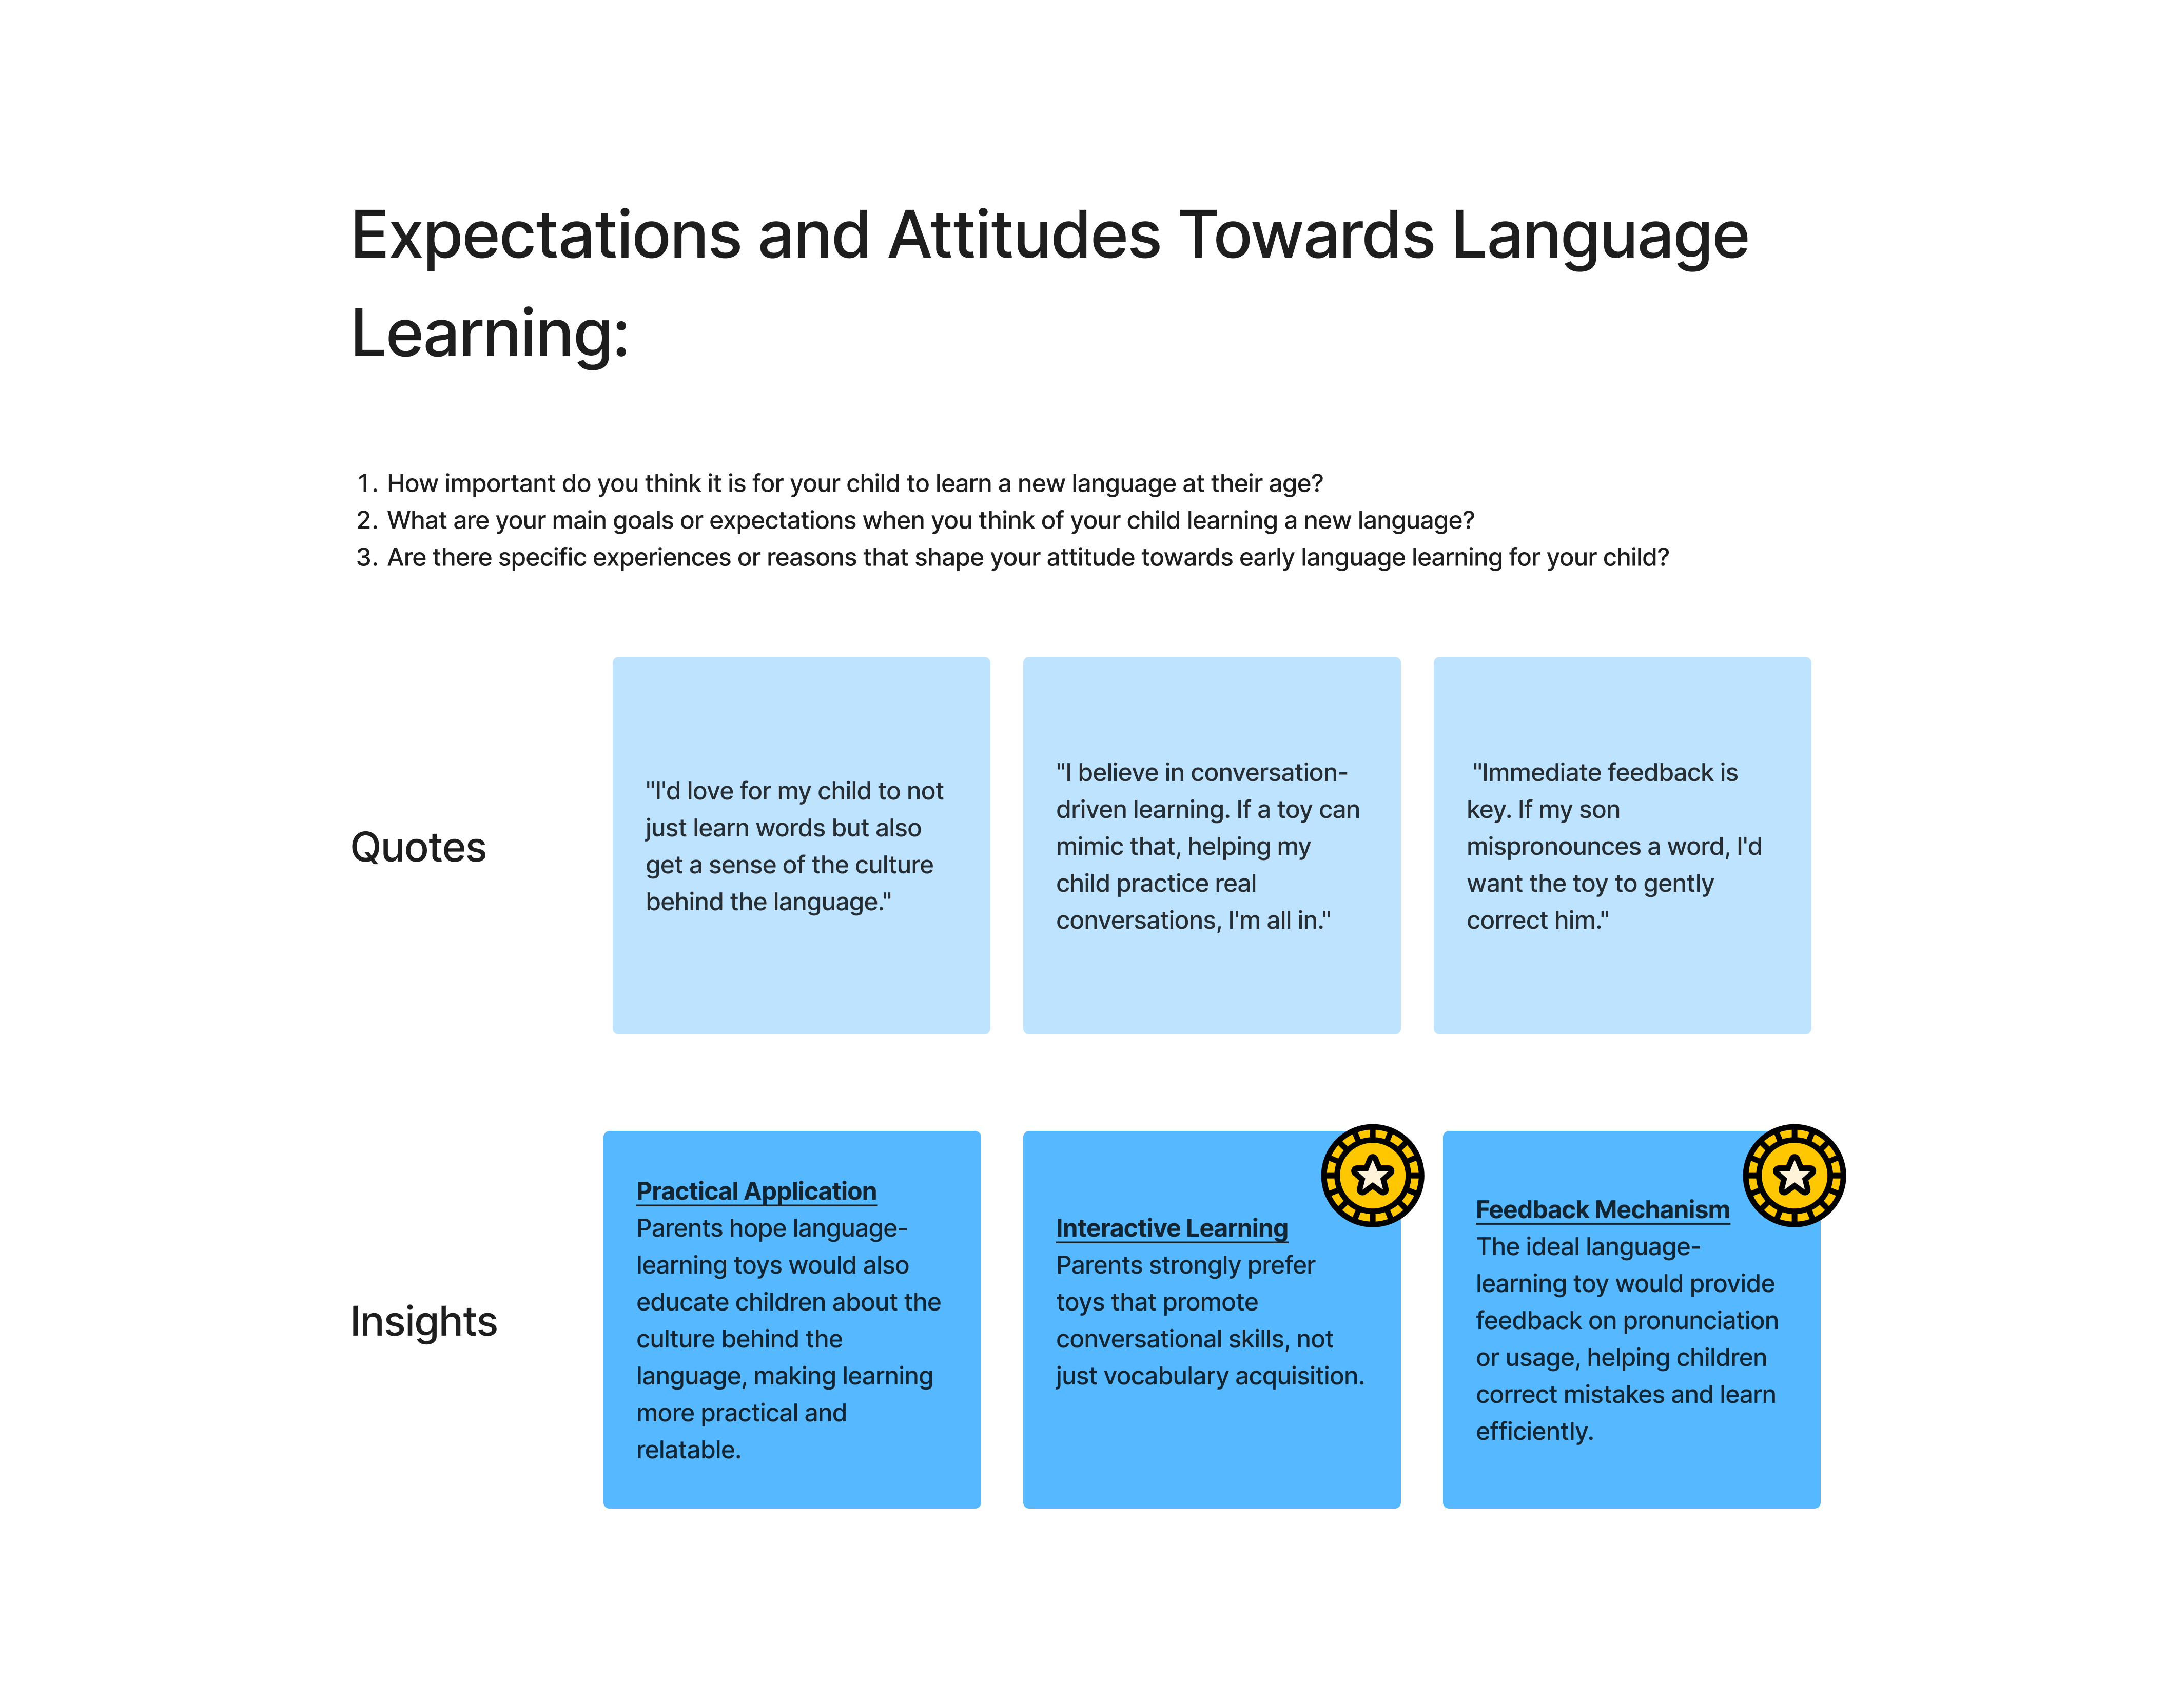 Expectations and Attitudes Towards Language
Learning:
1. How important do you think it is for your child to learn a new language at their age?
2. What are your main goals or expectations when you think of your child learning a new language?
3. Are there specific experiences or reasons that shape your attitude towards early language learning for your child?
Quotes
"I'd love for my child to not
just learn words but also
get a sense of the culture
behind the language."
"I believe in conversation-
driven learning. If a toy can
mimic that, helping my
child practice real
conversations, I'm all in."
"Immediate feedback is
key. If my son
mispronounces a word, I'd
want the toy to gently
correct him."
Insights
Practical Application
Parents hope language-
learning toys would also
educate children about the
culture behind the
language, making learning
more practical and
relatable.
Interactive Learning
Parents strongly prefer
toys that promote
conversational skills, not
just vocabulary acquisition.
Feedback Mechanism
The ideal language-
learning toy would provide
feedback on pronunciation
or usage, helping children
correct mistakes and learn
efficiently.